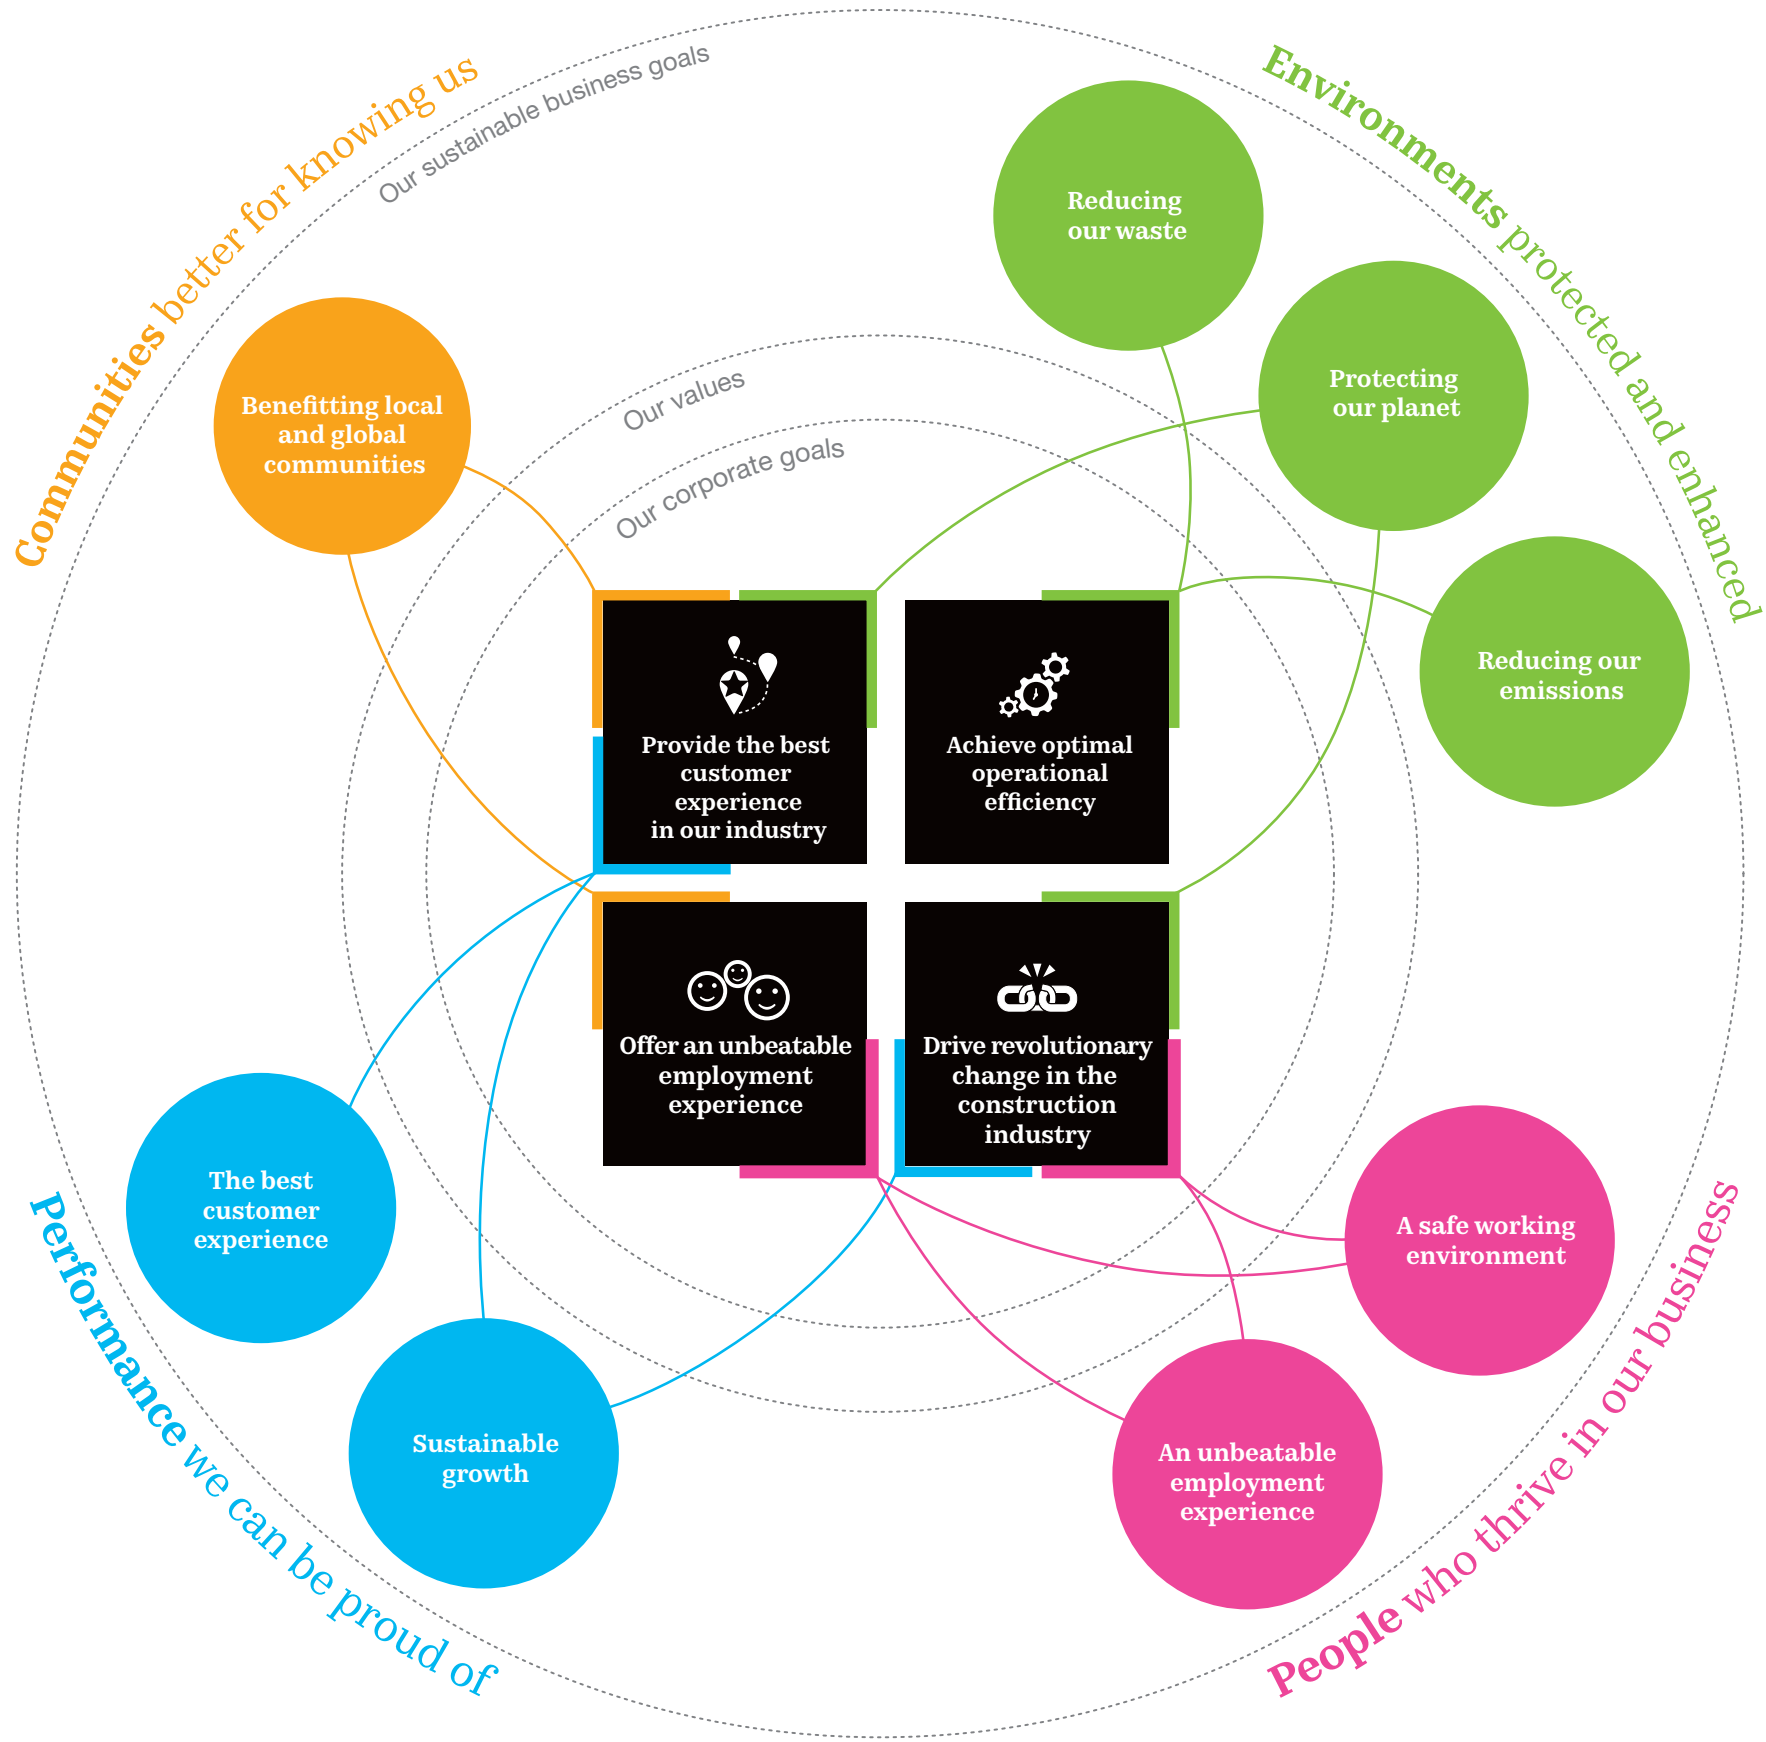 Communities better for knowing us
Our sustainable business goals
Environments protected and enhanced
Reducing
our waste
Protecting
our planet
Benefitting local
and global
communities
Our values
Our corporate goals
Reducing our
emissions
Provide the best
customer
experience
in our industry
Achieve optimal
operational
efficiency
Offer an unbeatable
employment
experience
Drive revolutionary
change in the
construction
industry
The best
customer
experience
A safe working
environment
Sustainable
growth
An unbeatable
employment
experience
Performance we can be proud of
People who thrive in our business